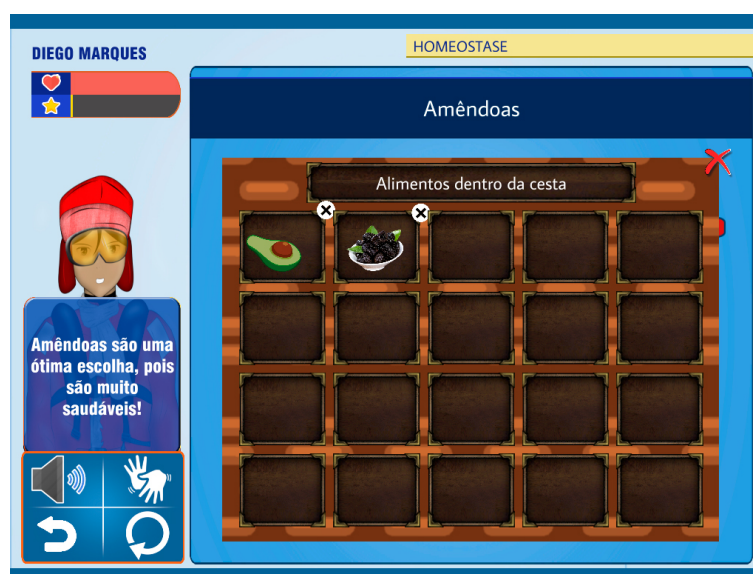 DIEGO MARQUES
HOMEOSTASE
Amêndoas
Alimentos dentro da cesta
Amêndoas são uma
ótima escolha, pois
são muito
saudáveis!